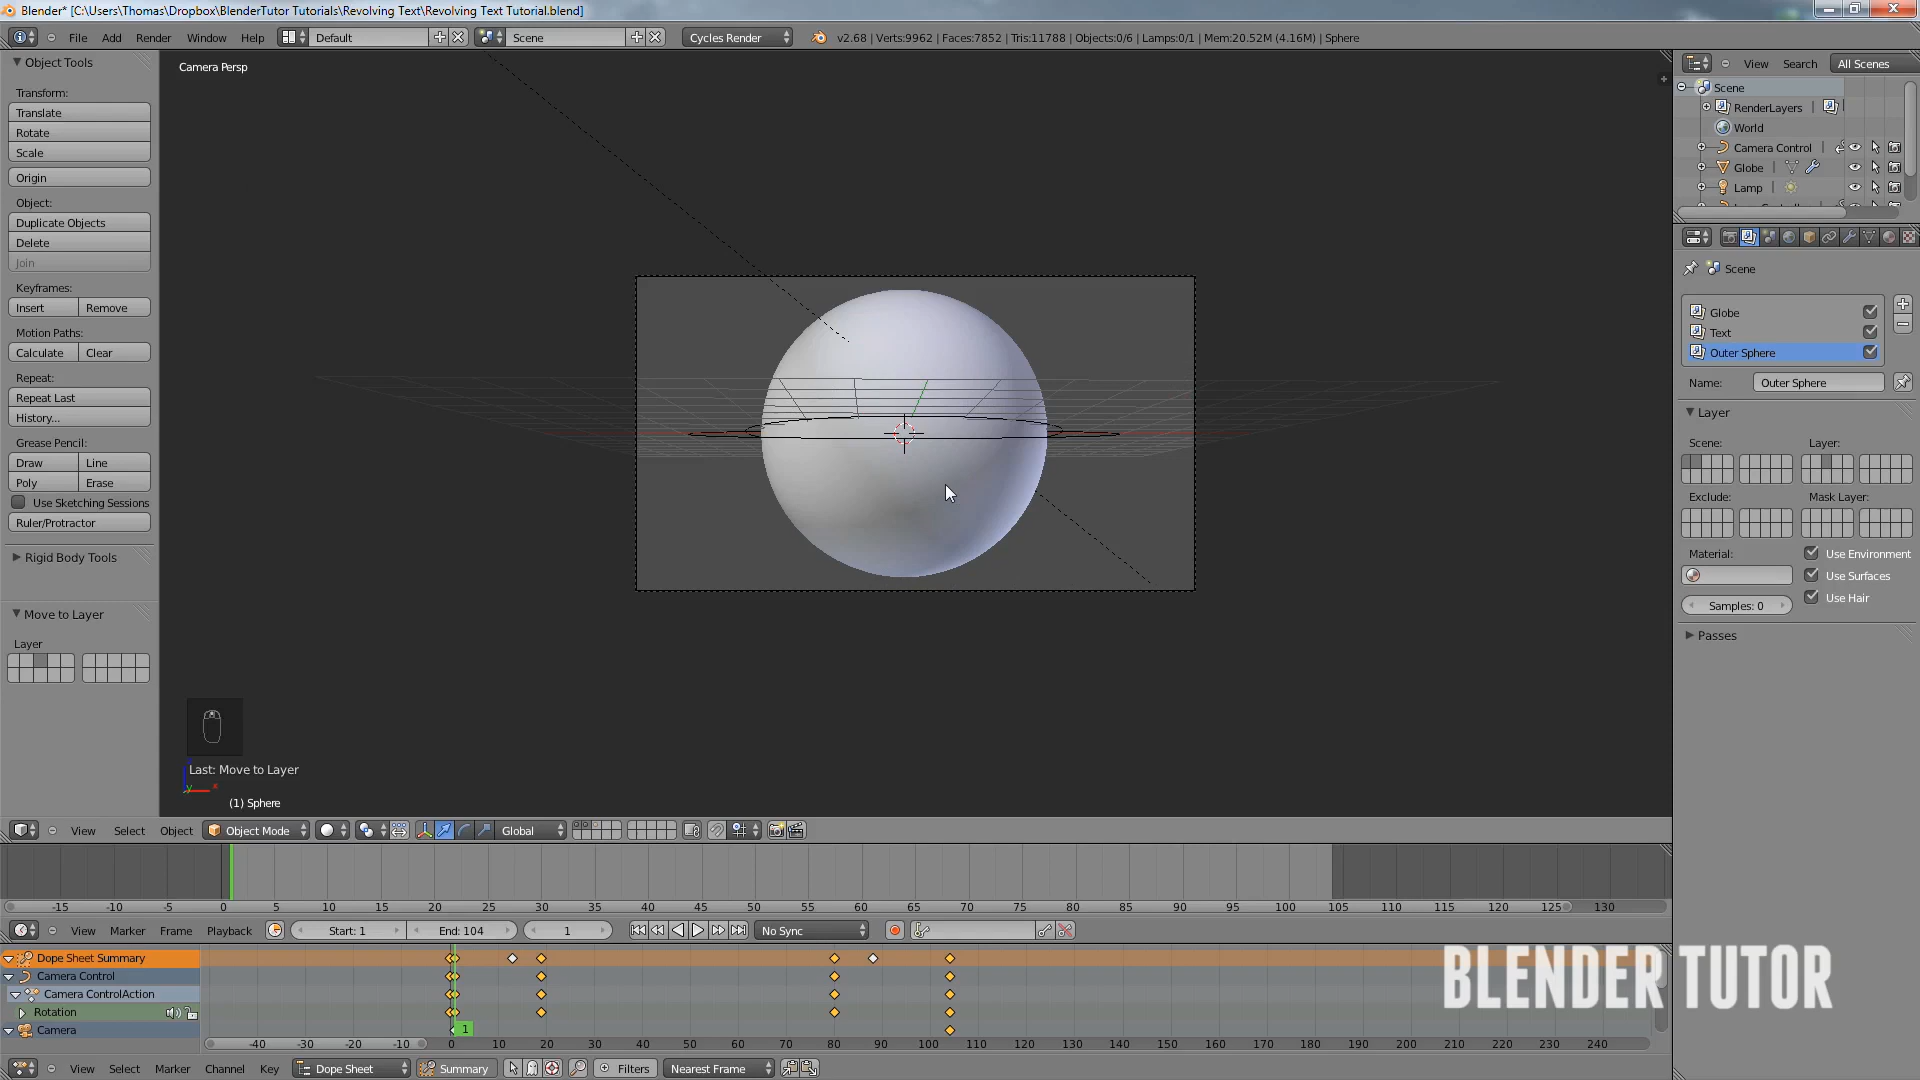 Blender* [C:\Users\Thomas\Dropbox\BlenderTutor Tutorials\Revolving Text\Revolving Text Tutorial.blend]
File Add Render Window Help Default Scene Cycles Render v2.68 | Verts:9962 | Faces:7852 | Tris:11788 | Objects:0/6 | Lamps:0/1 | Mem:20.52M (4.16M) | Sphere
Object Tools
Transform:
Translate
Rotate
Scale
Origin
Object:
Duplicate Objects
Delete
Join
Keyframes:
Insert Remove
Motion Paths:
Calculate Clear
Repeat:
Repeat Last
History...
Grease Pencil:
Draw Line
Poly Erase
Use Sketching Sessions
Ruler/Protractor
Rigid Body Tools
Move to Layer
Layer
Camera Persp
Last: Move to Layer
(1) Sphere
View Search All Scenes
Scene
RenderLayers
World
Camera Control
Globe
Lamp
Scene
Globe
Text
Outer Sphere
Name: Outer Sphere
Layer
Scene: Layer:
Exclude: Mask Layer:
Material: Use Environment
Use Surfaces
Samples: 0 Use Hair
Passes
View Select Object Object Mode Global
-15 -10 -5 0 5 10 15 20 25 30 35 40 45 50 55 60 65 70 75 80 85 90 95 100 105 110 115 120 125 130
View Marker Frame Playback Start: 1 End: 104 1 No Sync
Dope Sheet Summary
Camera Control
Camera ControlAction
Rotation
Camera
1
-40 -30 -20 -10 0 10 20 30 40 50 60 70 80 90 100 110 120 130 140 150 160 170 180 190 200 210 220 230 240
View Select Marker Channel Key Dope Sheet Summary Filters Nearest Frame
BLENDER TUTOR